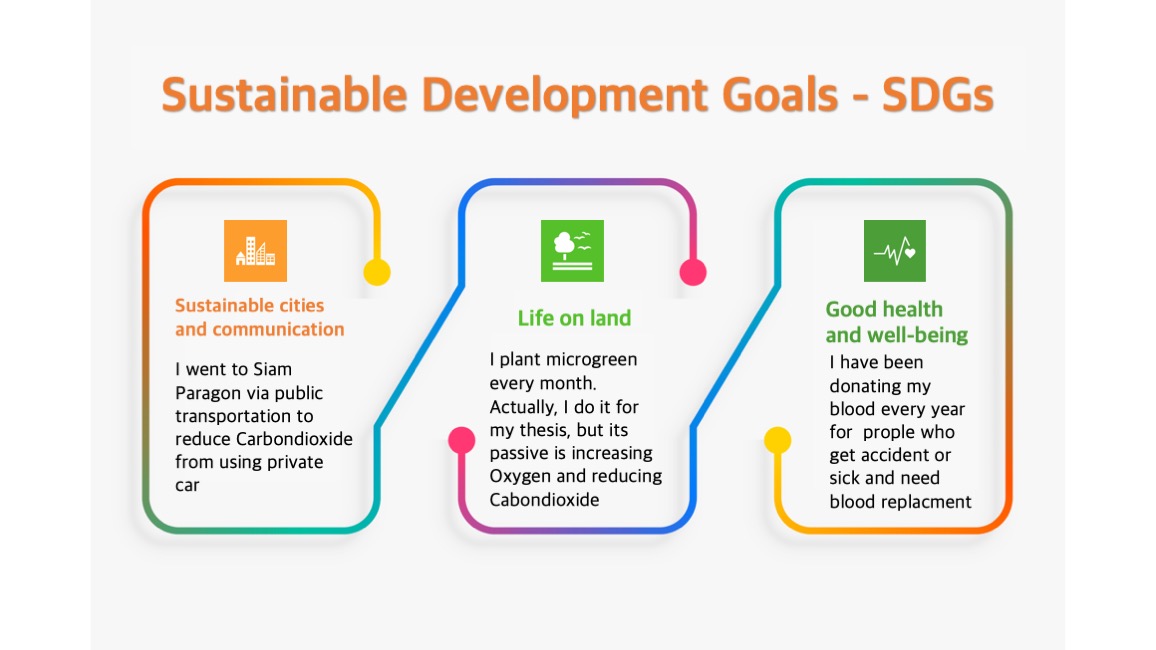 Sustainable Development Goals - SDGs
Sustainable cities
and communication
I went to Siam
Paragon via public
transportation to
reduce Carbondioxide
from using private
car
Life on land
I plant microgreen
every month.
Actually, I do it for
my thesis, but its
passive is increasing
Oxygen and reducing
Cabondioxide
Good health
and well-being
I have been
donating my
blood every year
for  prople who
get accident or
sick and need
blood replacment